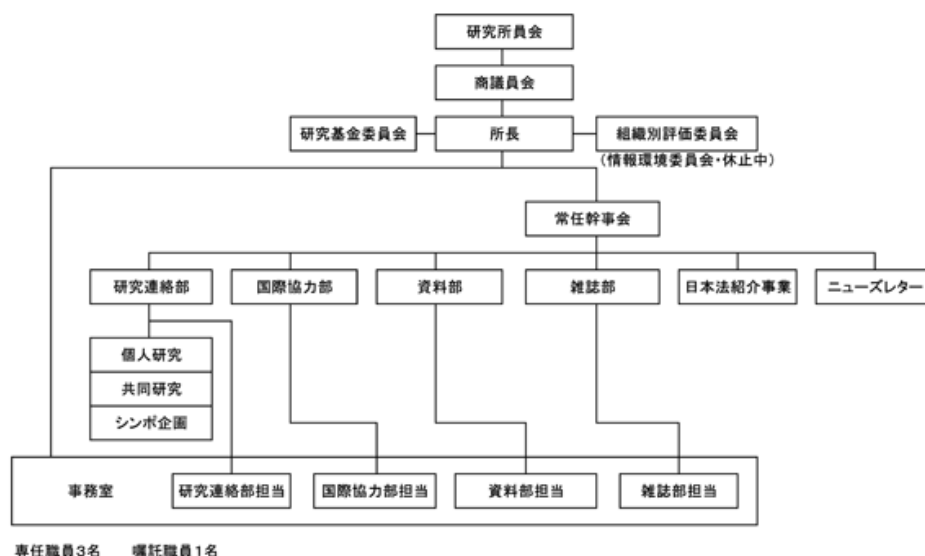 研究所員会
商議員会
研究基金委員会
所長
組織別評価委員会
(情報環境委員会・休止中)
常任幹事会
研究連絡部
国際協力部
資料部
雑誌部
日本法紹介事業
ニューズレター
個人研究
共同研究
シンポ企画
事務室
研究連絡部担当
国際協力部担当
資料部担当
雑誌部担当
専任職員3名 嘱託職員1名